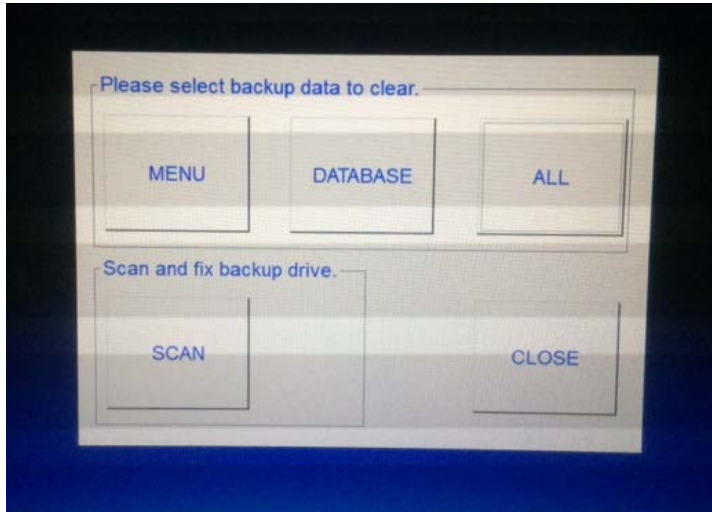 Please select backup data to clear.
MENU
DATABASE
ALL
Scan and fix backup drive.
SCAN
CLOSE